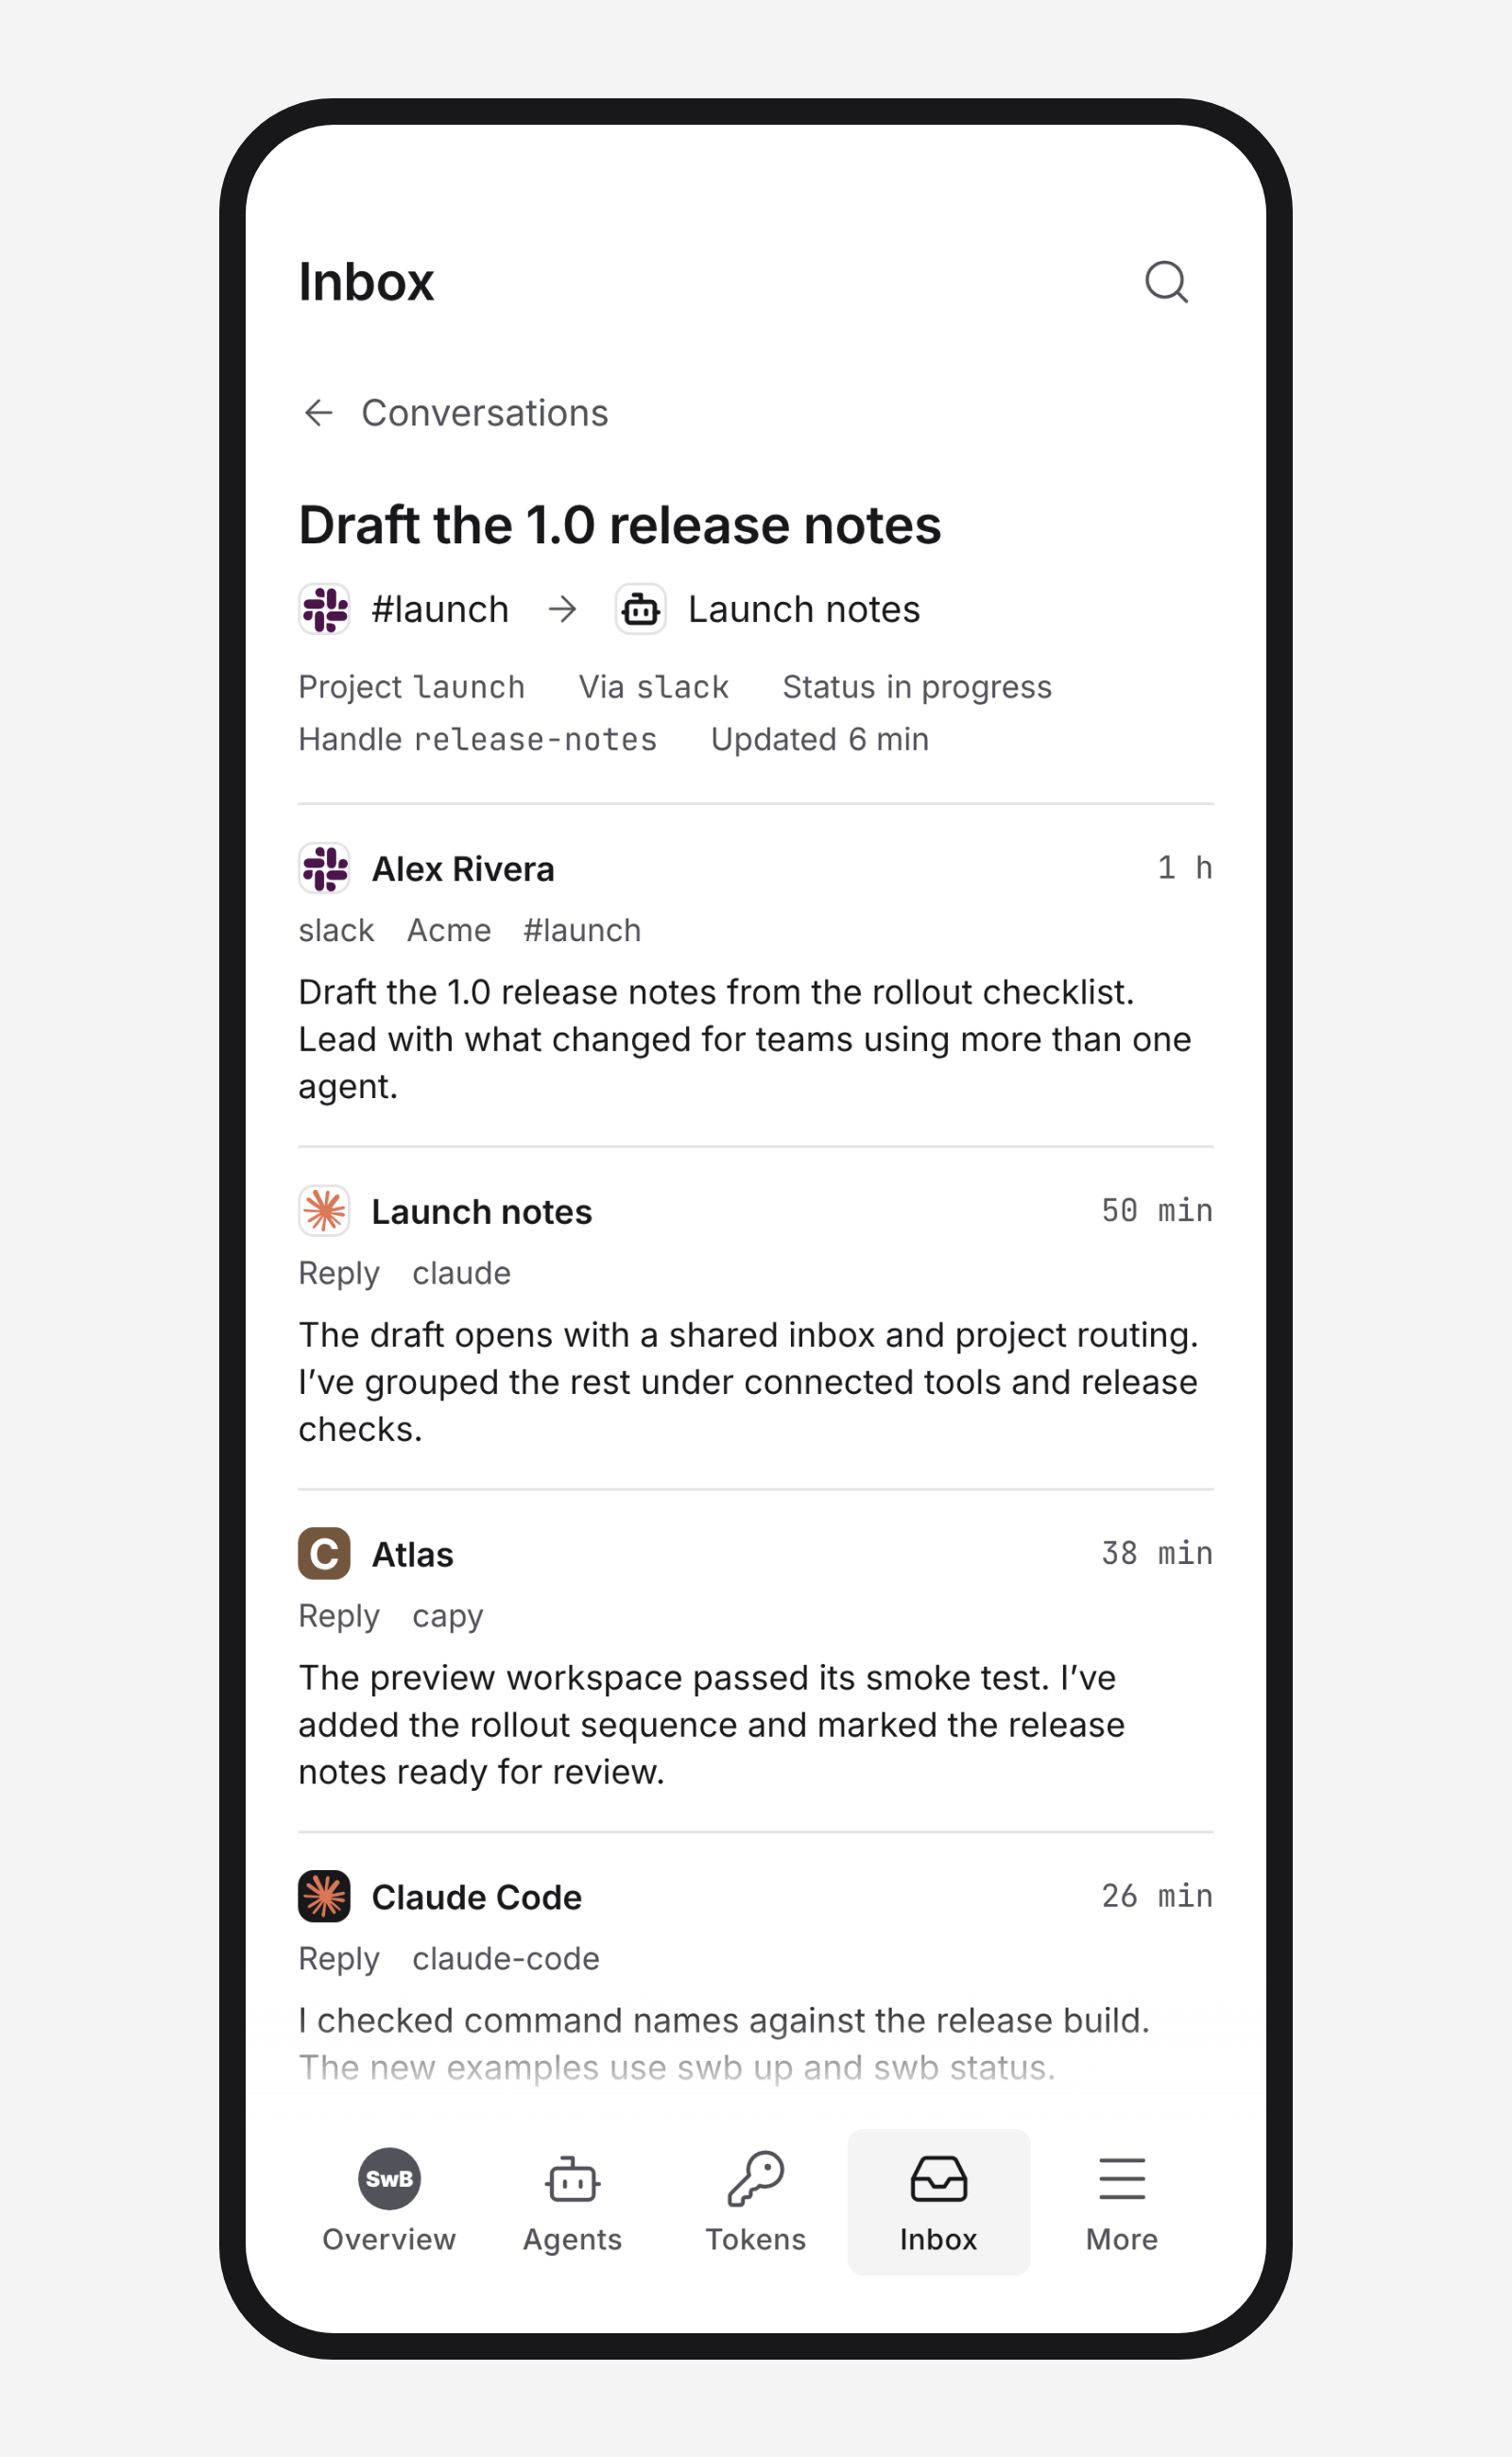 Inbox
Conversations
Draft the 1.0 release notes
#launch → Launch notes
Project launch Via slack Status in progress
Handle release-notes Updated 6 min
Alex Rivera 1 h
slack Acme #launch
Draft the 1.0 release notes from the rollout checklist.
Lead with what changed for teams using more than one
agent.
Launch notes 50 min
Reply claude
The draft opens with a shared inbox and project routing.
I’ve grouped the rest under connected tools and release
checks.
C Atlas 38 min
Reply capy
The preview workspace passed its smoke test. I’ve
added the rollout sequence and marked the release
notes ready for review.
Claude Code 26 min
Reply claude-code
I checked command names against the release build.
The new examples use swb up and swb status.
SwB
Overview Agents Tokens Inbox More